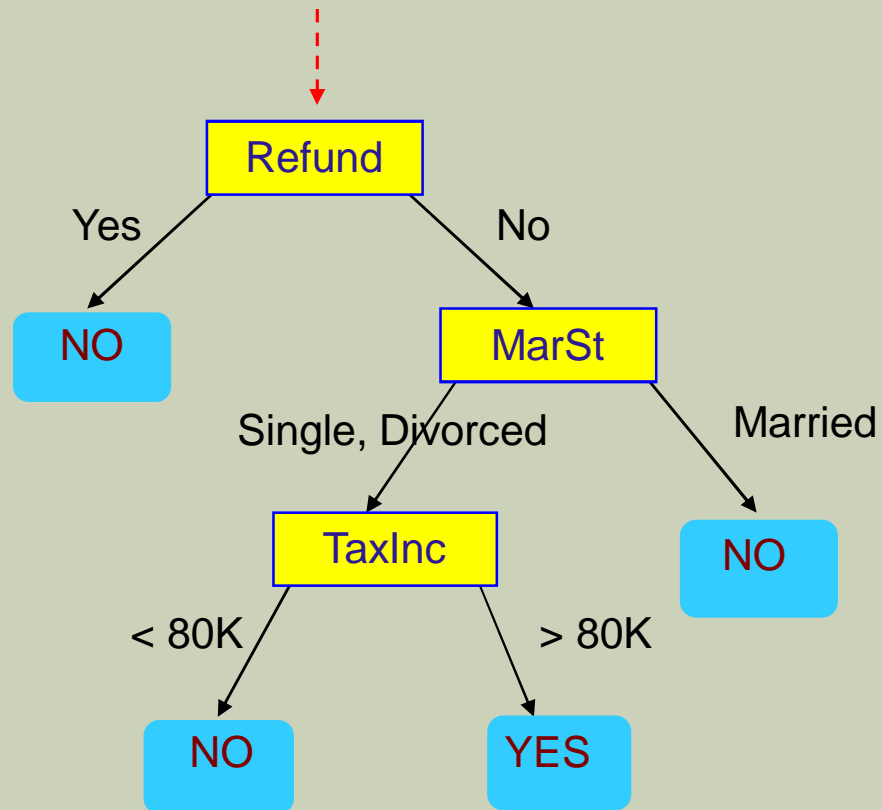 Refund
Yes
No
NO
MarSt
Single, Divorced
Married
TaxInc
NO
< 80K
> 80K
NO
YES